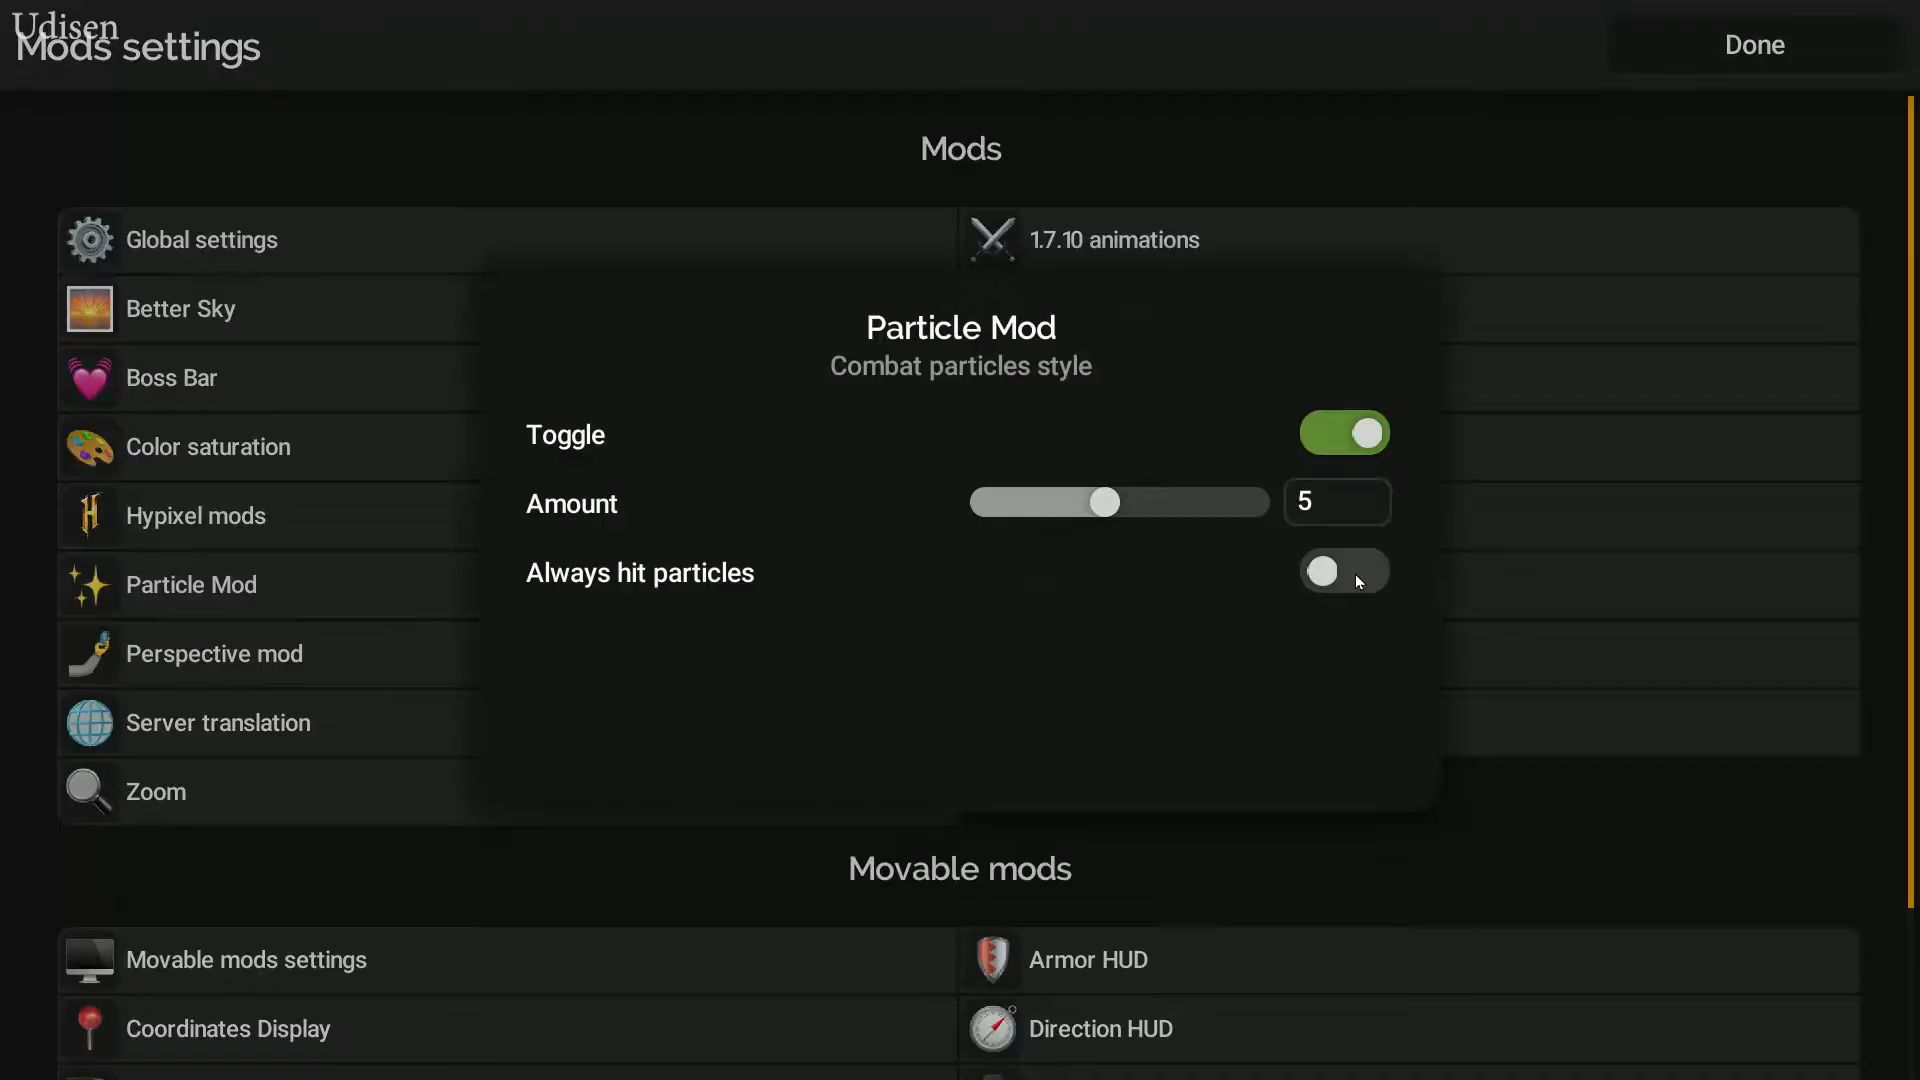 Udisen
Mods settings
Done
Mods
Global settings
1.7.10 animations
Better Sky
Boss Bar
Color saturation
Hypixel mods
Particle Mod
Perspective mod
Server translation
Zoom
Particle Mod
Combat particles style
Toggle
Amount
5
Always hit particles
Movable mods
Movable mods settings
Armor HUD
Coordinates Display
Direction HUD